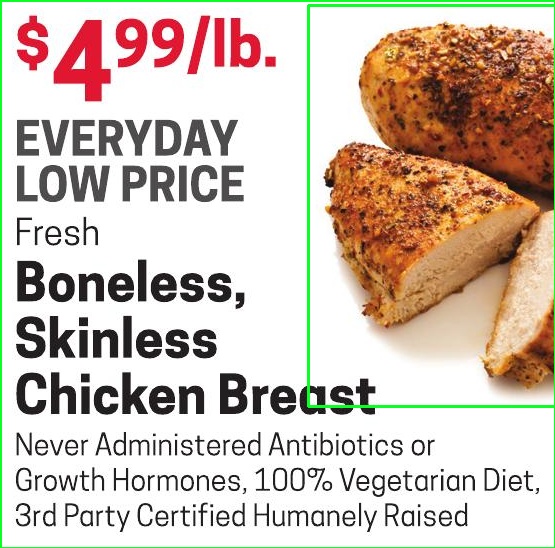 $4.99/lb.
EVERYDAY
LOW PRICE
Fresh
Boneless,
Skinless
Chicken Breast
Never Administered Antibiotics or
Growth Hormones, 100% Vegetarian Diet,
3rd Party Certified Humanely Raised